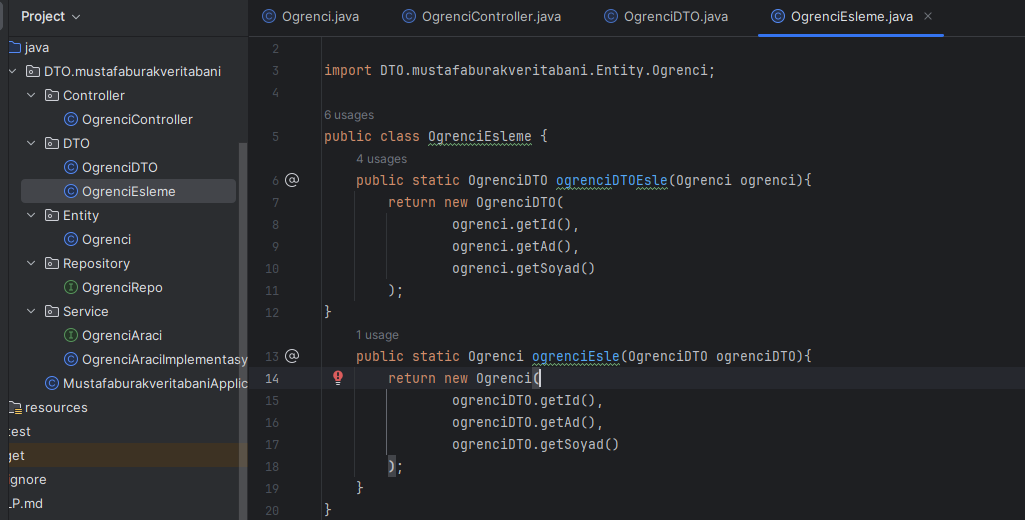 Project
Ogrenci.java
OgrenciController.java
OgrenciDTO.java
OgrenciEsleme.java
java
DTO.mustafaburakveritabani
Controller
OgrenciController
DTO
OgrenciDTO
OgrenciEsleme
Entity
Ogrenci
Repository
OgrenciRepo
Service
OgrenciAraci
OgrenciAraciImplementasy
MustafaburakveritabaniApplic
resources
test
get
gnore
LP.md
2
3 import DTO.mustafaburakveritabani.Entity.Ogrenci;
4
6 usages
5 public class OgrenciEsleme {
4 usages
6 public static OgrenciDTO ogrenciDTOEsle(Ogrenci ogrenci){
7 return new OgrenciDTO(
8 ogrenci.getId(),
9 ogrenci.getAd(),
10 ogrenci.getSoyad()
11 );
12 }
1 usage
13 public static Ogrenci ogrenciEsle(OgrenciDTO ogrenciDTO){
14 return new Ogrenci(
15 ogrenciDTO.getId(),
16 ogrenciDTO.getAd(),
17 ogrenciDTO.getSoyad()
18 );
19 }
20 }